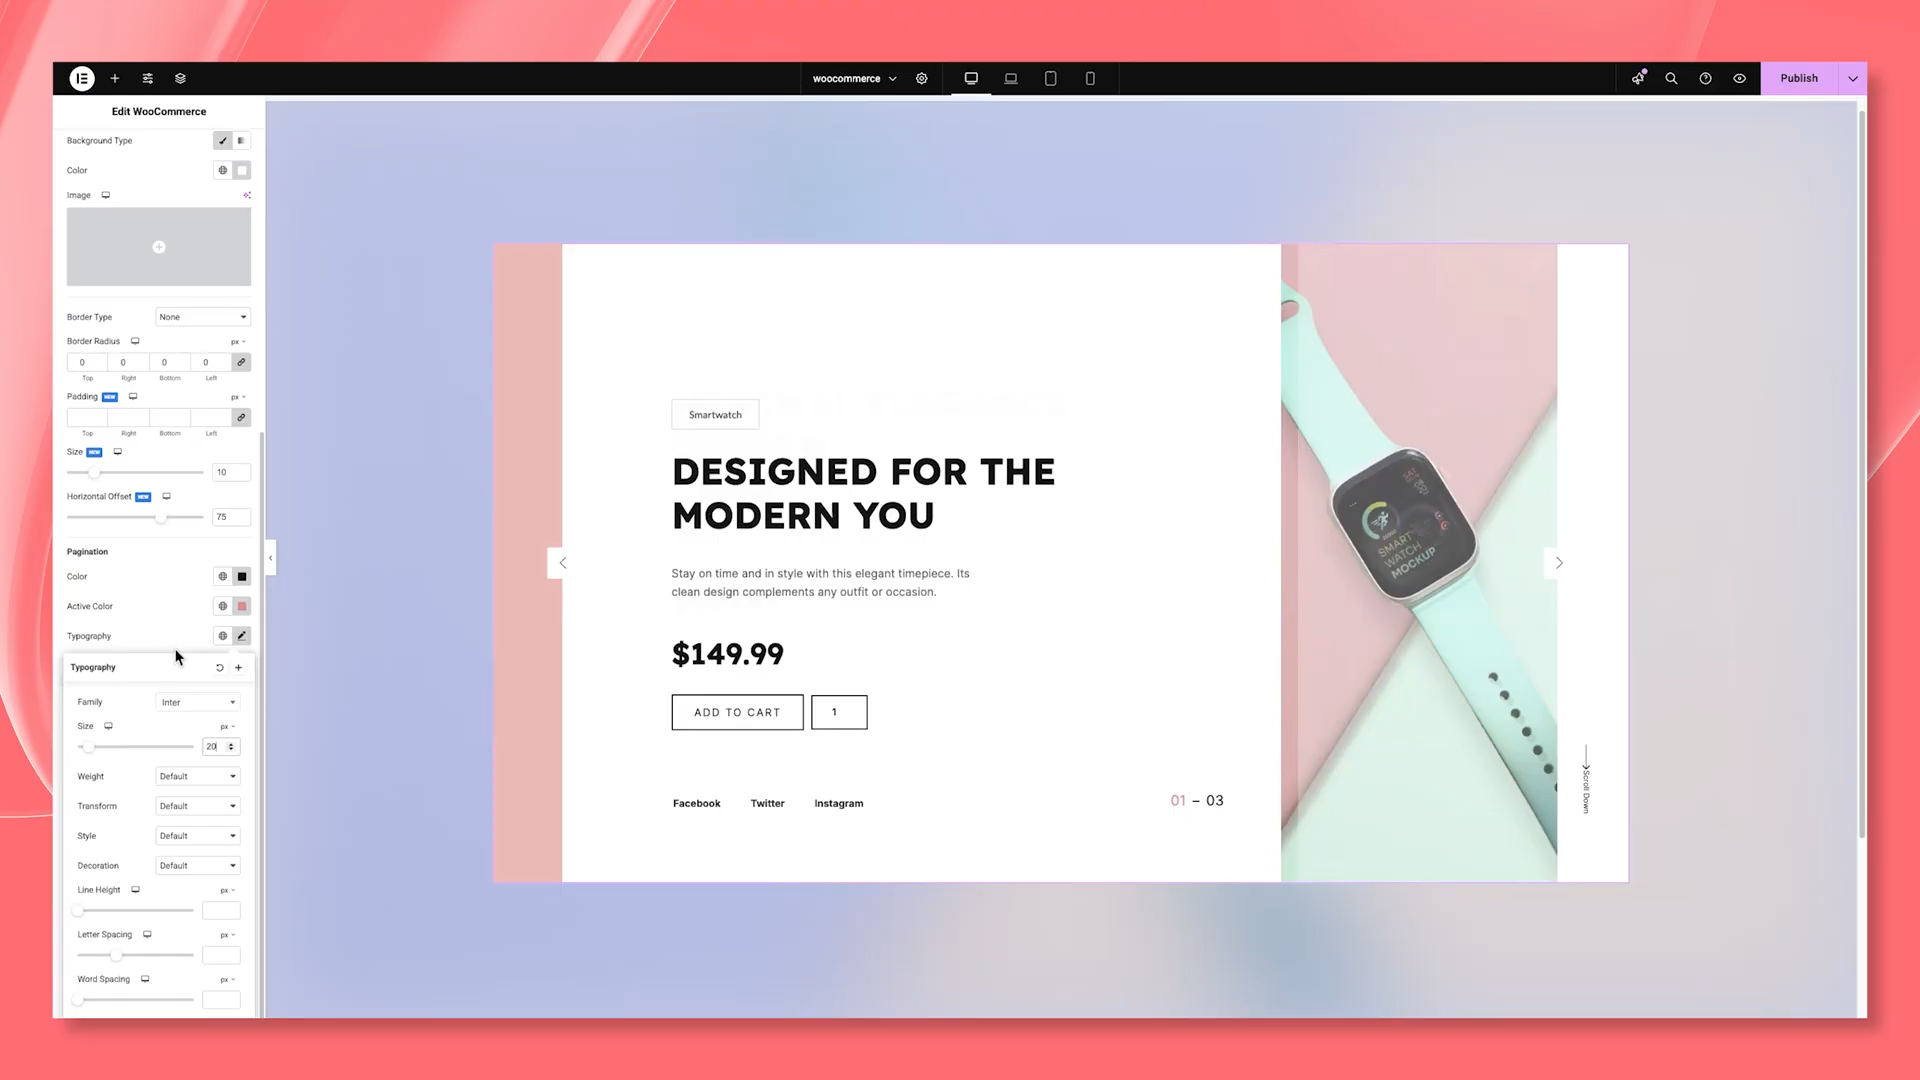 woocommerce
Publish
Edit WooCommerce
Background Type
Color
Image
Border Type
None
Border Radius
px
0
0
0
0
Top
Right
Bottom
Left
Padding
NEW
px
Top
Right
Bottom
Left
Size
NEW
10
Horizontal Offset
NEW
75
Pagination
Color
Active Color
Typography
Typography
Family
Inter
Size
px
20
Weight
Default
Transform
Default
Style
Default
Decoration
Default
Line Height
px
Letter Spacing
px
Word Spacing
px
Smartwatch
DESIGNED FOR THE
MODERN YOU
Stay on time and in style with this elegant timepiece. Its
clean design complements any outfit or occasion.
$149.99
ADD TO CART
1
Facebook
Twitter
Instagram
01 – 03
SMART
WATCH
MOCKUP
Scroll Down